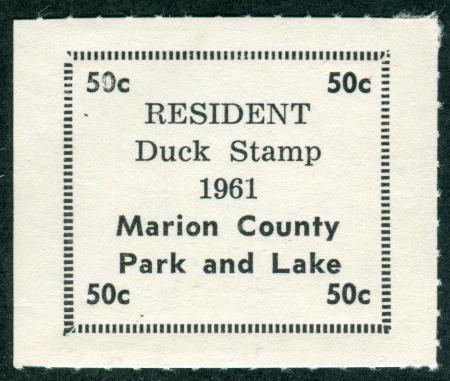 50c 50c
RESIDENT
Duck Stamp
1961
Marion County
Park and Lake
50c 50c